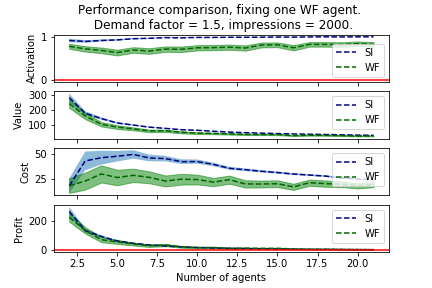 Performance comparison, fixing one WF agent.
Demand factor = 1.5, impressions = 2000.
1
0
Activation
SI
WF
300
200
100
Value
SI
WF
50
25
Cost
SI
WF
200
0
Profit
SI
WF
2.5 5.0 7.5 10.0 12.5 15.0 17.5 20.0
Number of agents